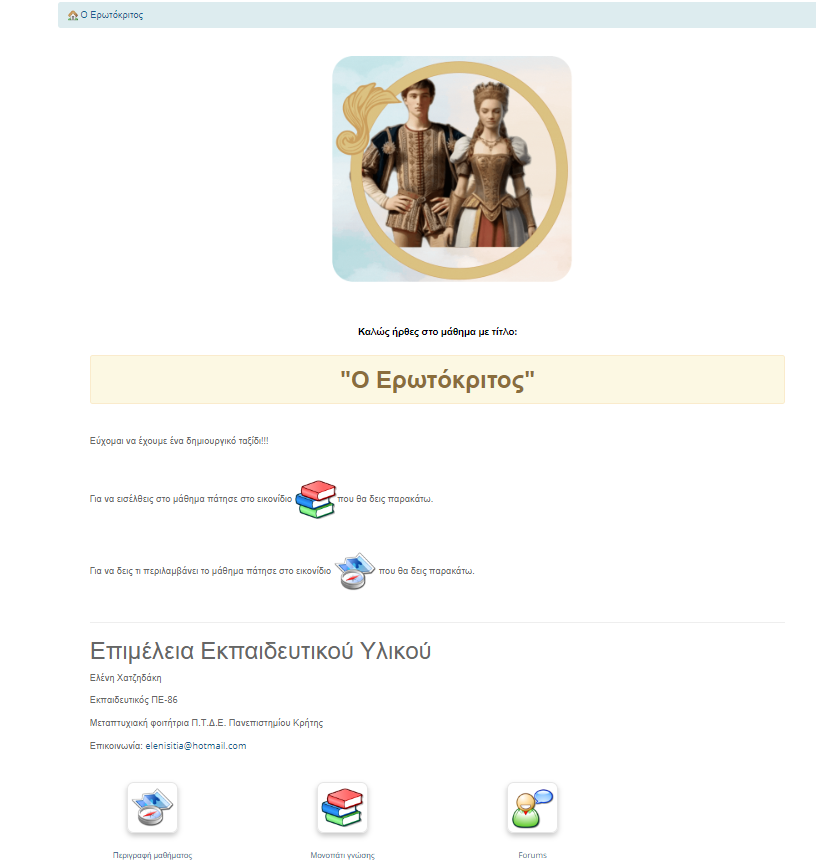 Ο Ερωτόκριτος
Καλώς ήρθες στο μάθημα με τίτλο:
"Ο Ερωτόκριτος"
Εύχομαι να έχουμε ένα δημιουργικό ταξίδι!!!
Για να εισέλθεις στο μάθημα πάτησε στο εικονίδιο που θα δεις παρακάτω.
Για να δεις τι περιλαμβάνει το μάθημα πάτησε στο εικονίδιο που θα δεις παρακάτω.
Επιμέλεια Εκπαιδευτικού Υλικού
Ελένη Χατζηδάκη
Εκπαιδευτικός ΠΕ-86
Μεταπτυχιακή φοιτήτρια Π.Τ.Δ.Ε. Πανεπιστημίου Κρήτης
Επικοινωνία: elenisitia@hotmail.com
Περιγραφή μαθήματος
Μονοπάτι γνώσης
Forums